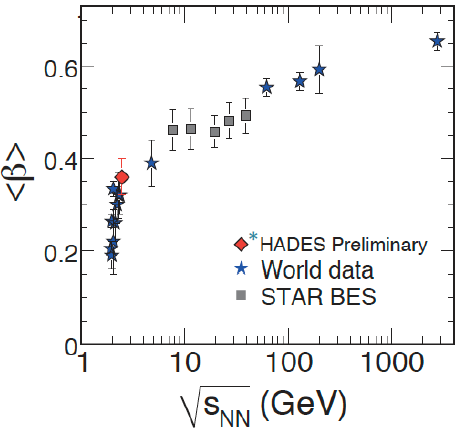 0.6
0.4
<β>
0.2
* HADES Preliminary
World data
STAR BES
0
1 10 100 1000
√sNN (GeV)